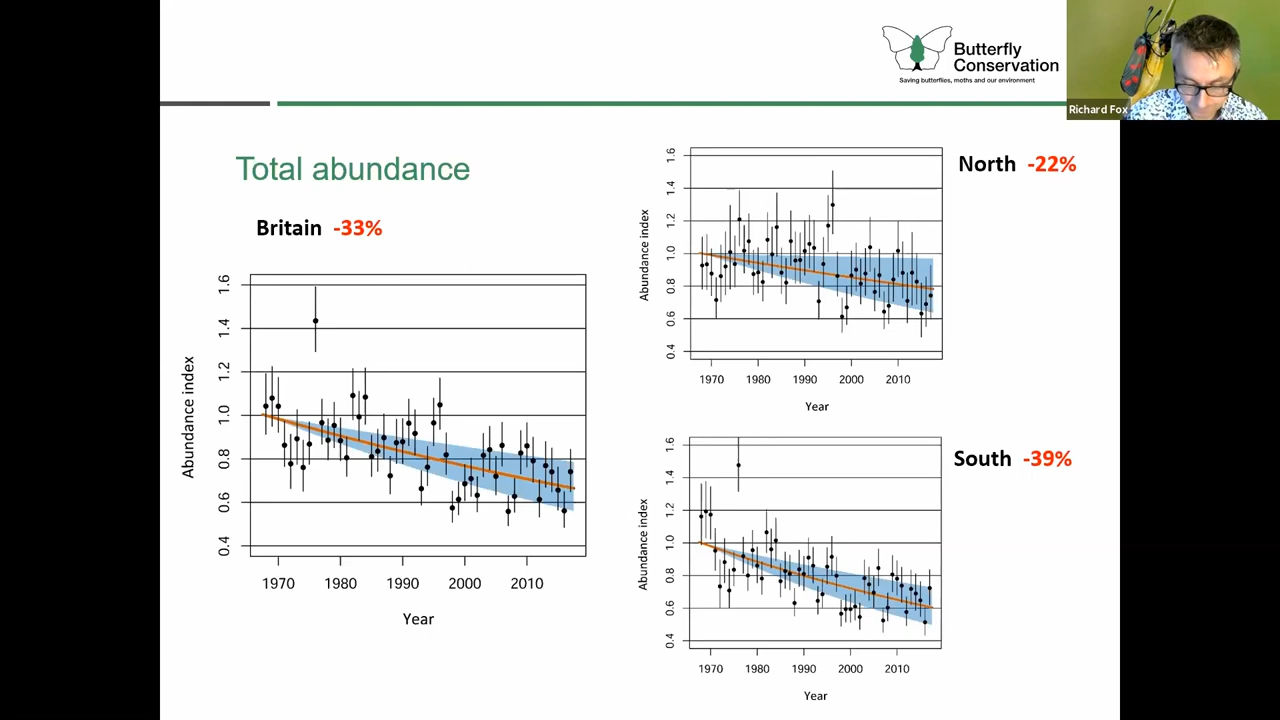 Butterfly
Conservation
Saving butterflies, moths and our environment
Richard Fox
Total abundance
Britain -33%
Abundance index
1.6
1.4
1.2
1.0
0.8
0.6
0.4
1970 1980 1990 2000 2010
Year
North -22%
Abundance index
1.6
1.4
1.2
1.0
0.8
0.6
0.4
1970 1980 1990 2000 2010
Year
South -39%
Abundance index
1.6
1.4
1.2
1.0
0.8
0.6
0.4
1970 1980 1990 2000 2010
Year